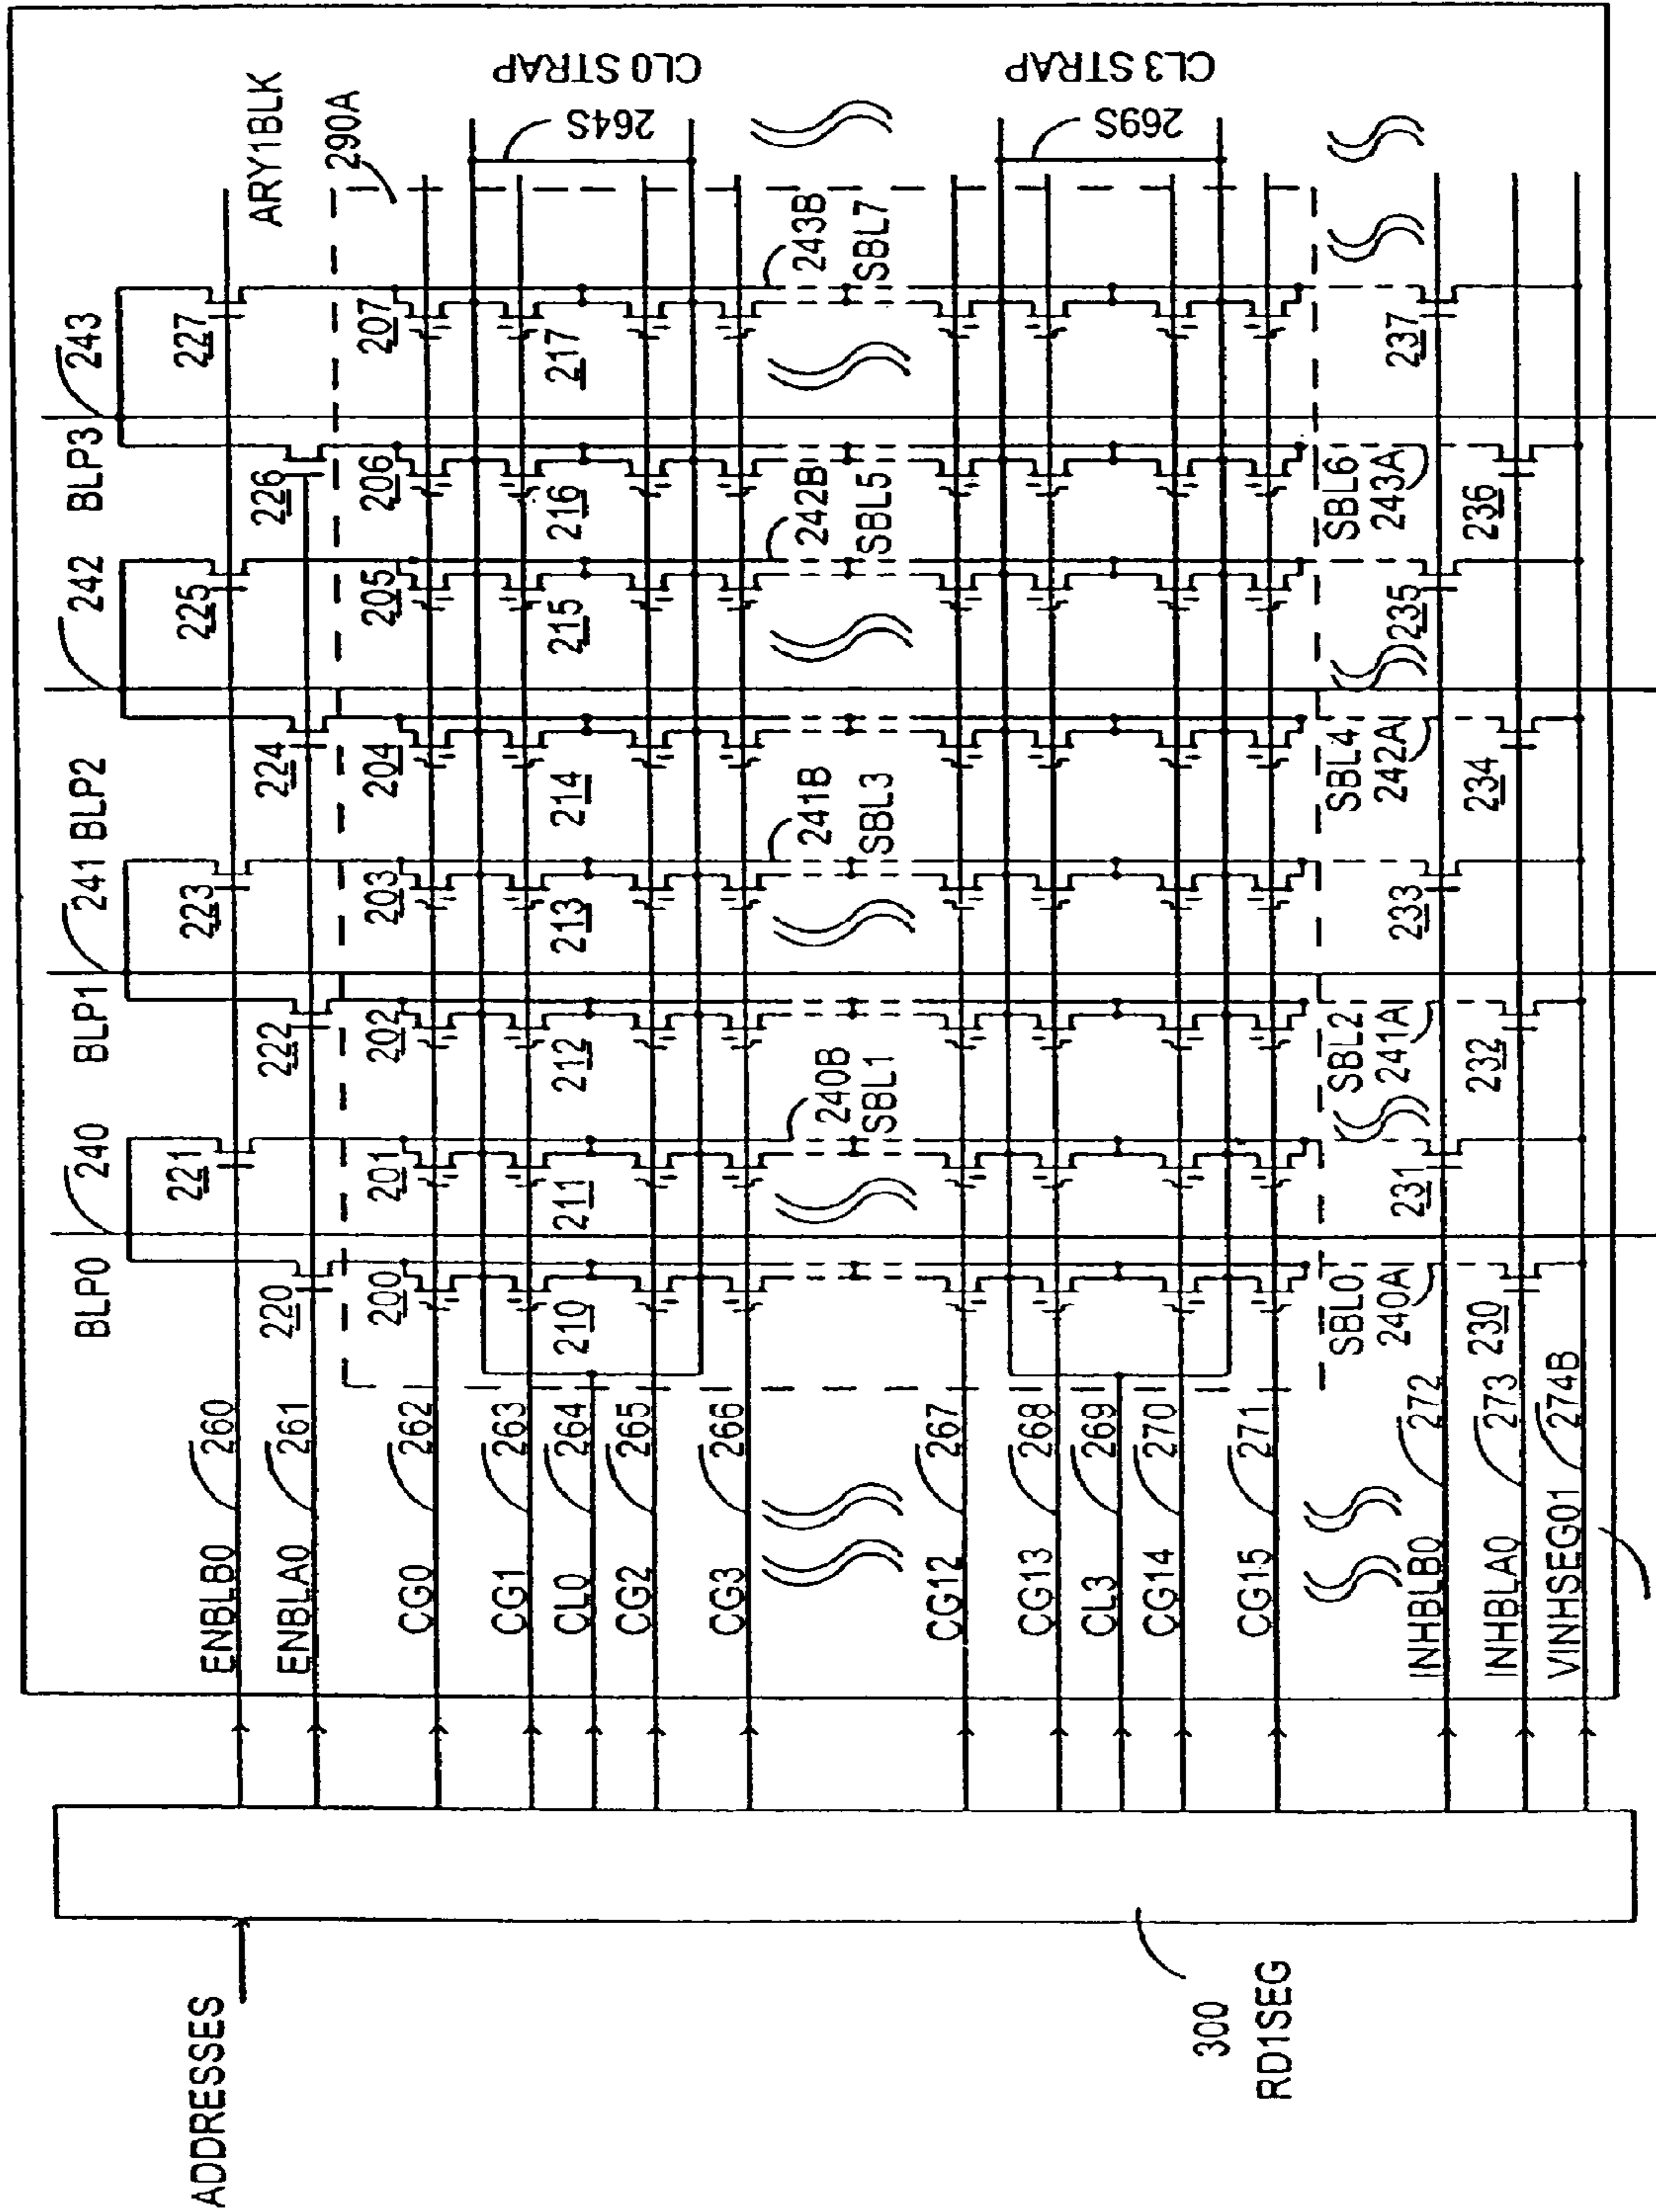 ADDRESSES
300
RD1SEG
ENBLB0 260
ENBLA0 261
CG0 262
CG1 263
CL0 264
CG2 265
CG3 266
CG12 267
CG13 268
CL3 269
CG14 270
CG15 271
INHBLB0 272
INHBLA0 273
VINHSEG01 274B
BLP0 240
BLP1 241
BLP2 242
BLP3 243
ARY1BLK
290A
220 221 222 223 224 225 226 227
200 201 202 203 204 205 206 207
210 211 212 213 214 215 216 217
240B
SBL1
241B
SBL3
242B
SBL5
243B
SBL7
SBL0
240A
SBL2
241A
SBL4
242A
SBL6
243A
230 231 232 233 234 235 236 237
264S
CL0 STRAP
269S
CL3 STRAP